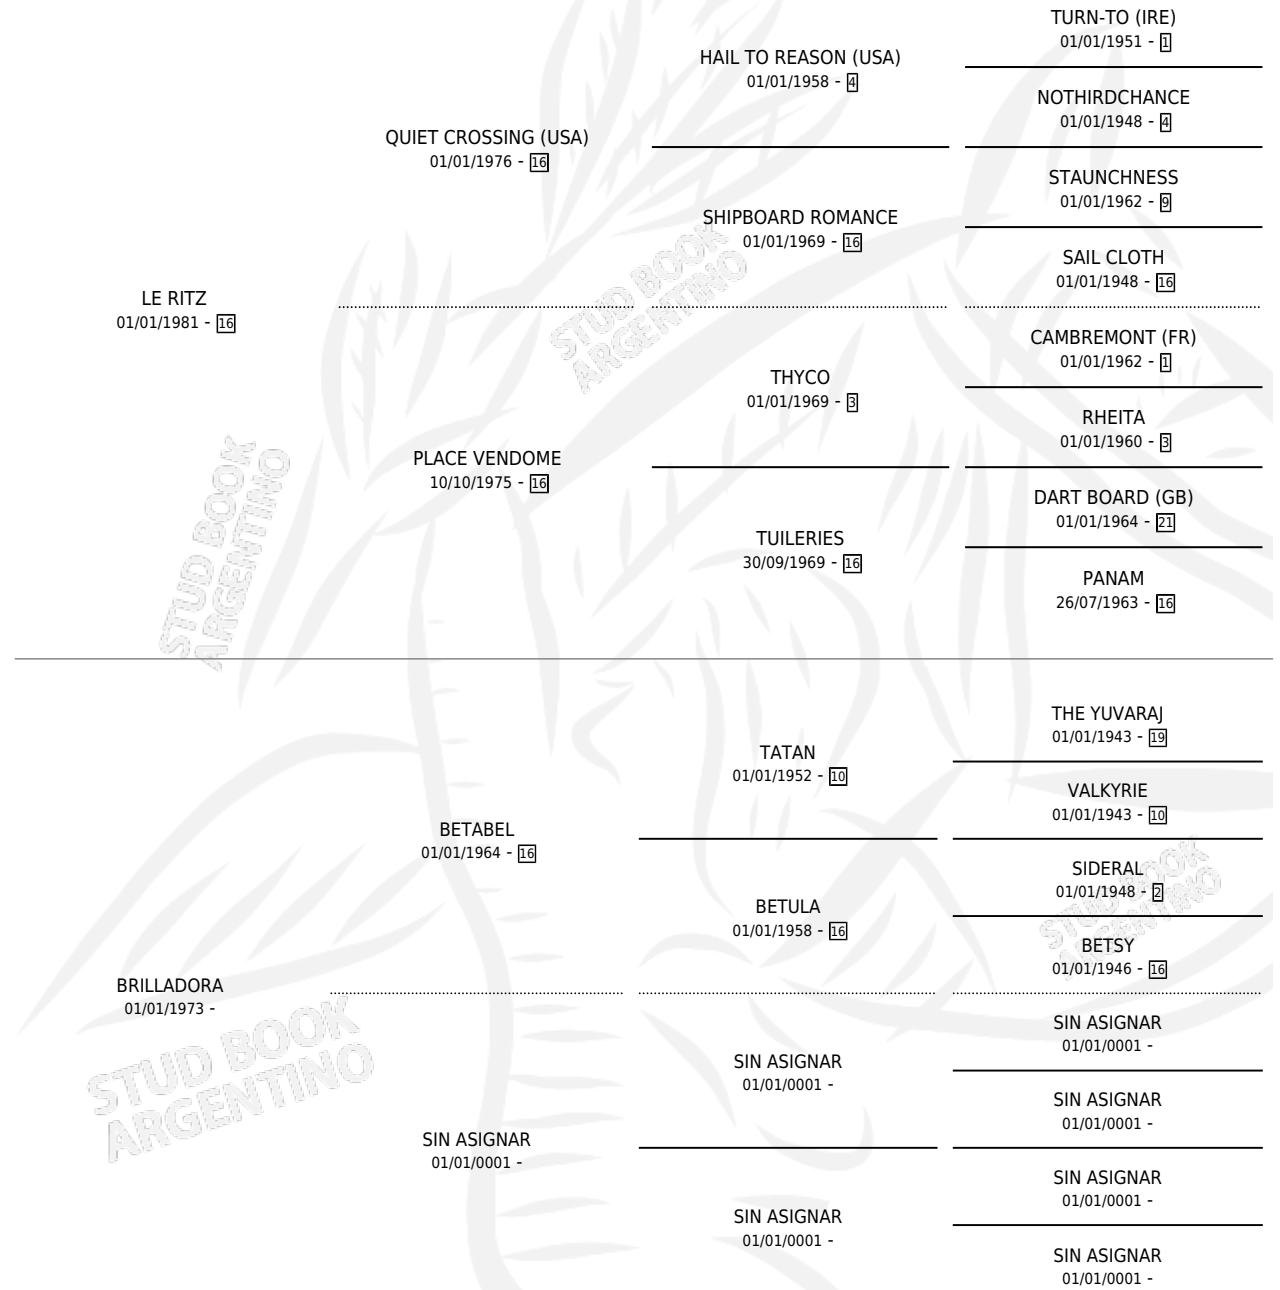 TURN-TO (IRE)
01/01/1951 - 1
HAIL TO REASON (USA)
01/01/1958 - 4
NOTHIRDCHANCE
01/01/1948 - 4
QUIET CROSSING (USA)
01/01/1976 - 16
STAUNCHNESS
01/01/1962 - 9
SHIPBOARD ROMANCE
01/01/1969 - 16
SAIL CLOTH
01/01/1948 - 16
LE RITZ
01/01/1981 - 16
CAMBREMONT (FR)
01/01/1962 - 1
THYCO
01/01/1969 - 3
RHEITA
01/01/1960 - 3
PLACE VENDOME
10/10/1975 - 16
DART BOARD (GB)
01/01/1964 - 21
TUILERIES
30/09/1969 - 16
PANAM
26/07/1963 - 16
THE YUVARAJ
01/01/1943 - 19
TATAN
01/01/1952 - 10
VALKYRIE
01/01/1943 - 10
BETABEL
01/01/1964 - 16
SIDERAL
01/01/1948 - 2
BETULA
01/01/1958 - 16
BETSY
01/01/1946 - 16
BRILLADORA
01/01/1973 -
SIN ASIGNAR
01/01/0001 -
SIN ASIGNAR
01/01/0001 -
SIN ASIGNAR
01/01/0001 -
SIN ASIGNAR
01/01/0001 -
SIN ASIGNAR
01/01/0001 -
SIN ASIGNAR
01/01/0001 -
SIN ASIGNAR
01/01/0001 -
STUD BOOK
ARGENTINO
STUD BOOK
ARGENTINO
STUD BOOK
ARGENTINO
STUD BOOK
ARGENTINO